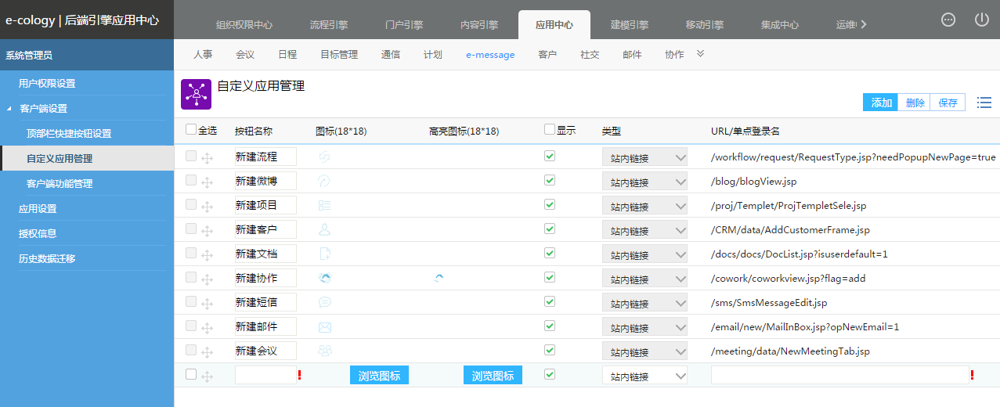 e-cology | 后端引擎应用中心
组织权限中心 流程引擎 门户引擎 内容引擎 应用中心 建模引擎 移动引擎 集成中心 运维
系统管理员
人事 会议 日程 目标管理 通信 计划 e-message 客户 社交 邮件 协作
用户权限设置
客户端设置
顶部栏快捷按钮设置
自定义应用管理
客户端功能管理
应用设置
授权信息
历史数据迁移
自定义应用管理
添加 删除 保存
全选 按钮名称 图标(18*18) 高亮图标(18*18) 显示 类型 URL/单点登录名
新建流程 站内链接 /workflow/request/RequestType.jsp?needPopupNewPage=true
新建微博 站内链接 /blog/blogView.jsp
新建项目 站内链接 /proj/Templet/ProjTempletSele.jsp
新建客户 站内链接 /CRM/data/AddCustomerFrame.jsp
新建文档 站内链接 /docs/docs/DocList.jsp?isuserdefault=1
新建协作 站内链接 /cowork/coworkview.jsp?flag=add
新建短信 站内链接 /sms/SmsMessageEdit.jsp
新建邮件 站内链接 /email/new/MailInBox.jsp?opNewEmail=1
新建会议 站内链接 /meeting/data/NewMeetingTab.jsp
! 浏览图标 浏览图标 站内链接 !